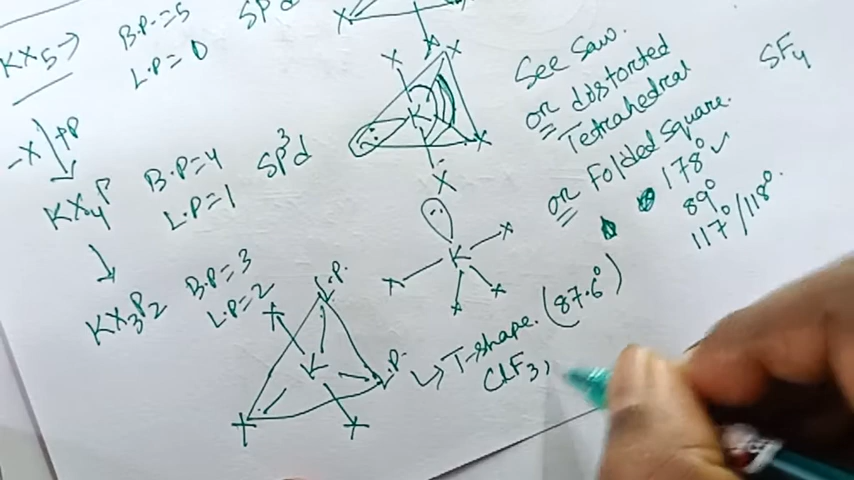 KX5→ B.P.=5 SP3d
L.P=0
X
X X
K
X
X
See Saw.
or distorted
Tetrahedral
or Folded square.
178° ✓
89°
117°/118°.
SF4
-X +P
KX4P B.P=4 SP3d
L.P=1
X K X
X X
KX3P2 B.P=3
L.P=2
L.P.
X
K
L.P.
X X
↳ T-shape. (87.6°)
ClF3,